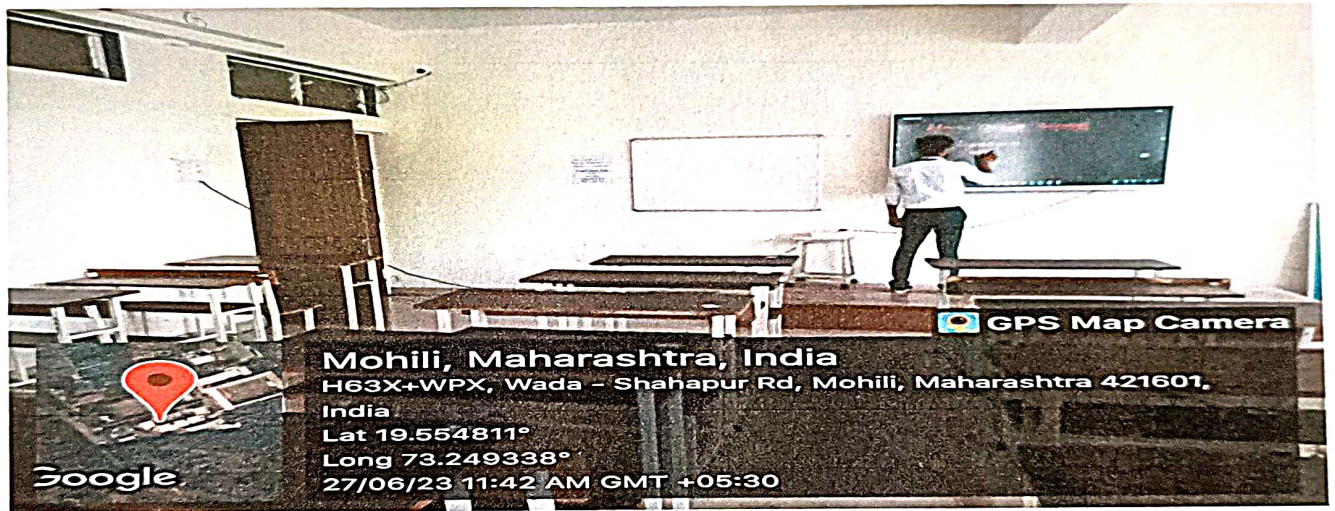 GPS Map Camera
Mohili, Maharashtra, India
H63X+WPX, Wada - Shahapur Rd, Mohili, Maharashtra 421601,
India
Lat 19.554811°
Long 73.249338°
27/06/23 11:42 AM GMT +05:30
Google